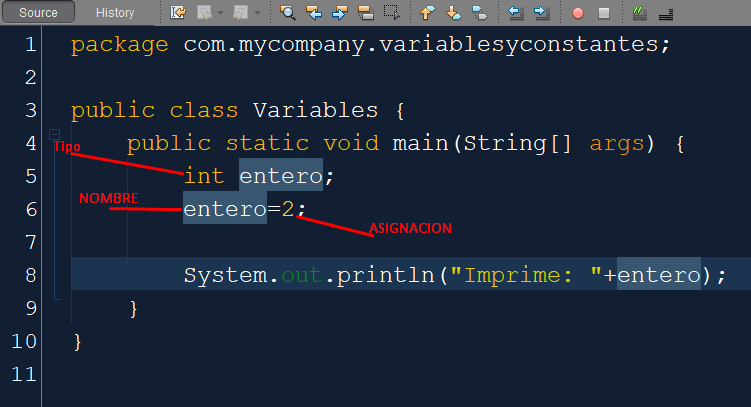 Source History
1 package com.mycompany.variablesyconstantes;
2
3 public class Variables {
4 public static void main(String[] args) {
Tipo
5 int entero;
NOMBRE
6 entero=2;
ASIGNACION
7
8 System.out.println("Imprime: "+entero);
9 }
10 }
11